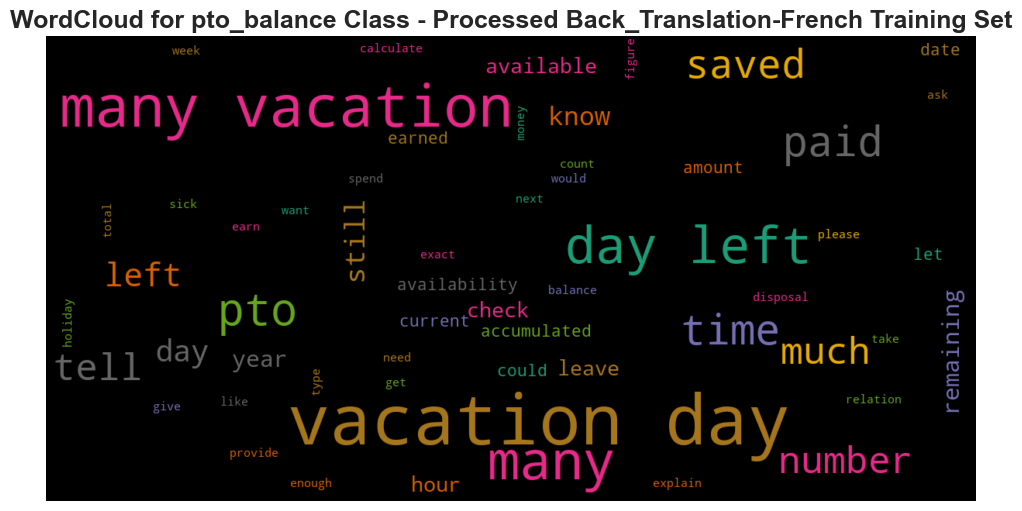 WordCloud for pto_balance Class - Processed Back_Translation-French Training Set
week
calculate
available
figure
saved
date
many vacation
money
know
ask
earned
paid
count
amount
spend
would
sick
total
want
next
still
earn
day left
please
let
exact
left
availability
balance
disposal
pto
holiday
check
current
accumulated
time
remaining
much
take
tell
day
year
need
could
leave
type
get
give
like
relation
vacation day
provide
many
number
enough
hour
explain